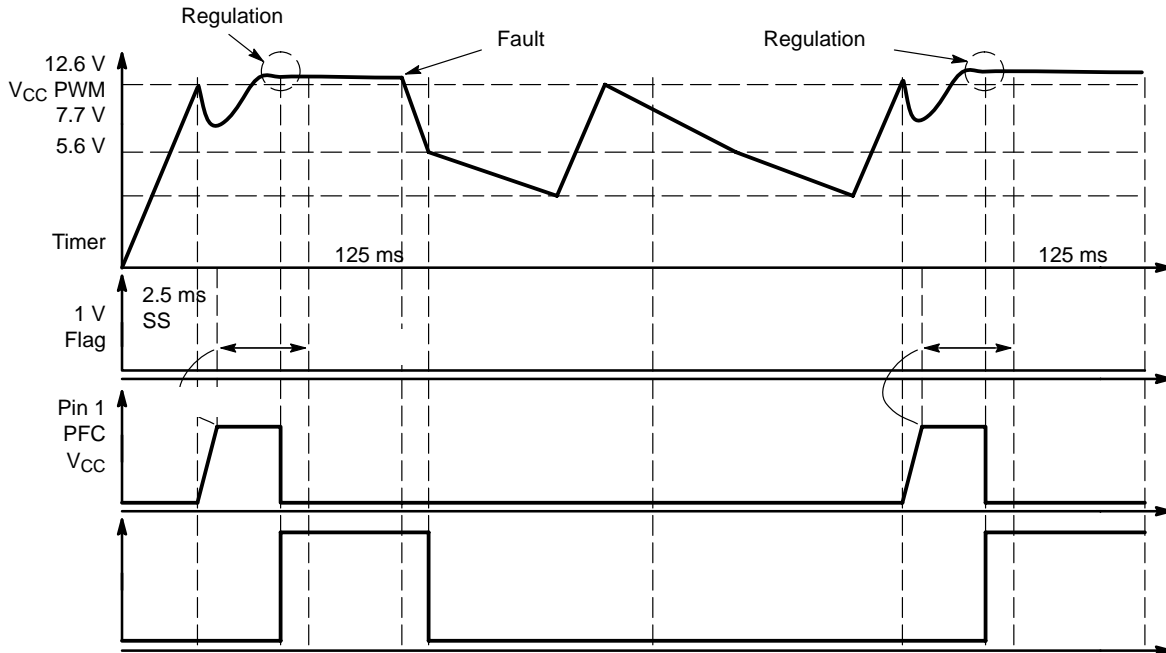 Regulation
Fault
Regulation
12.6 V
VCC PWM
7.7 V
5.6 V
Timer
125 ms
125 ms
2.5 ms
SS
1 V
Flag
Pin 1
PFC
VCC